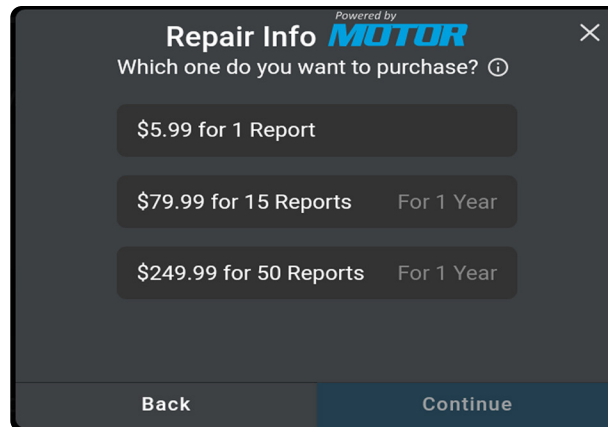 Powered by
Repair Info MOTOR
Which one do you want to purchase?
$5.99 for 1 Report
$79.99 for 15 Reports For 1 Year
$249.99 for 50 Reports For 1 Year
Back Continue